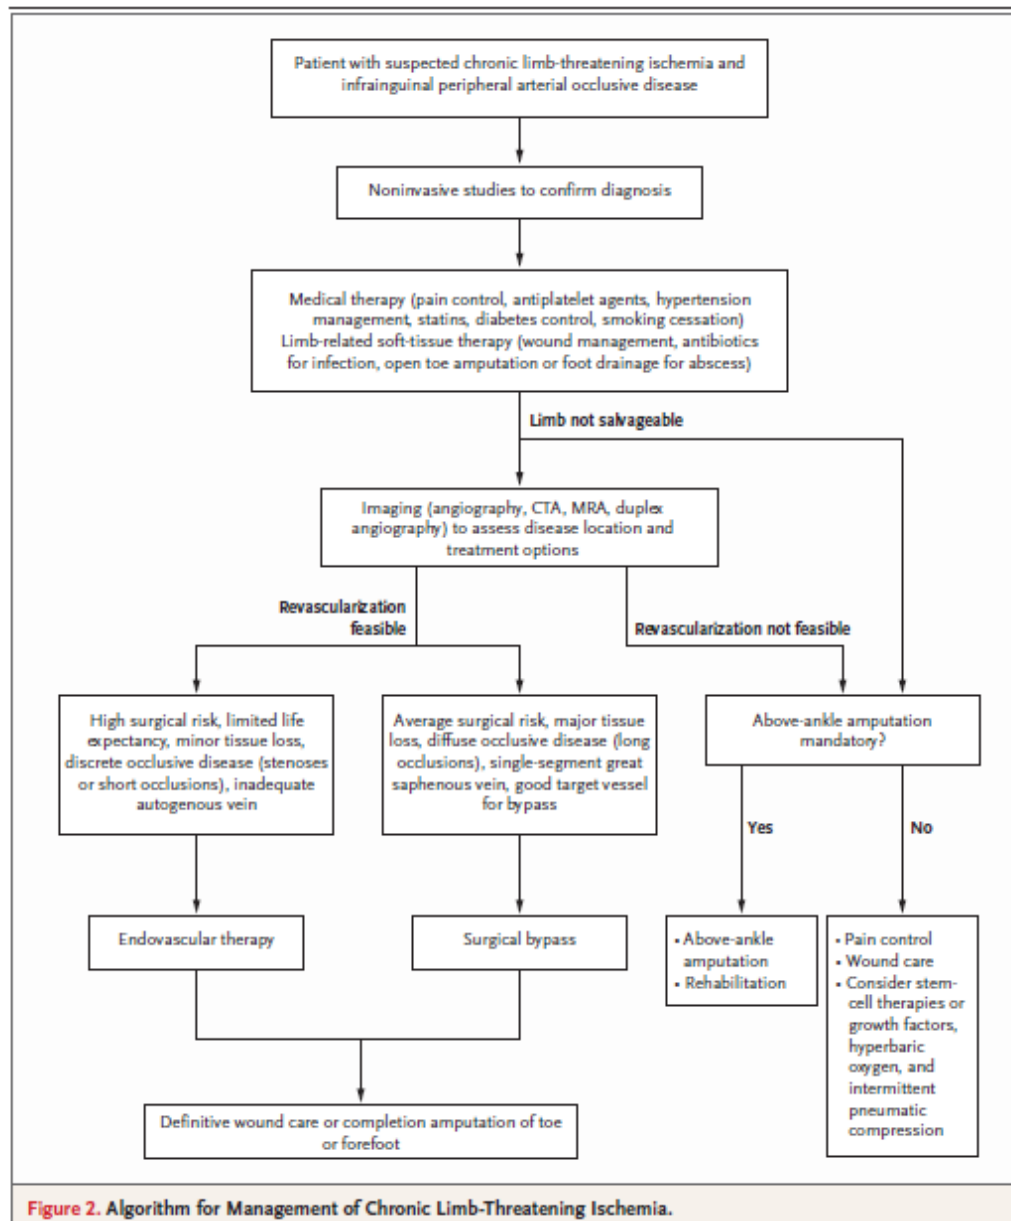 Patient with suspected chronic limb-threatening ischemia and
infrainguinal peripheral arterial occlusive disease
Noninvasive studies to confirm diagnosis
Medical therapy (pain control, antiplatelet agents, hypertension
management, statins, diabetes control, smoking cessation)
Limb-related soft-tissue therapy (wound management, antibiotics
for infection, open toe amputation or foot drainage for abscess)
Limb not salvageable
Imaging (angiography, CTA, MRA, duplex
angiography) to assess disease location and
treatment options
Revascularization
feasible
Revascularization not feasible
High surgical risk, limited life
expectancy, minor tissue loss,
discrete occlusive disease (stenoses
or short occlusions), inadequate
autogenous vein
Average surgical risk, major tissue
loss, diffuse occlusive disease (long
occlusions), single-segment great
saphenous vein, good target vessel
for bypass
Above-ankle amputation
mandatory?
Yes
No
Endovascular therapy
Surgical bypass
▪ Above-ankle
amputation
▪ Rehabilitation
▪ Pain control
▪ Wound care
▪ Consider stem-
cell therapies or
growth factors,
hyperbaric
oxygen, and
intermittent
pneumatic
compression
Definitive wound care or completion amputation of toe
or forefoot
Figure 2. Algorithm for Management of Chronic Limb-Threatening Ischemia.